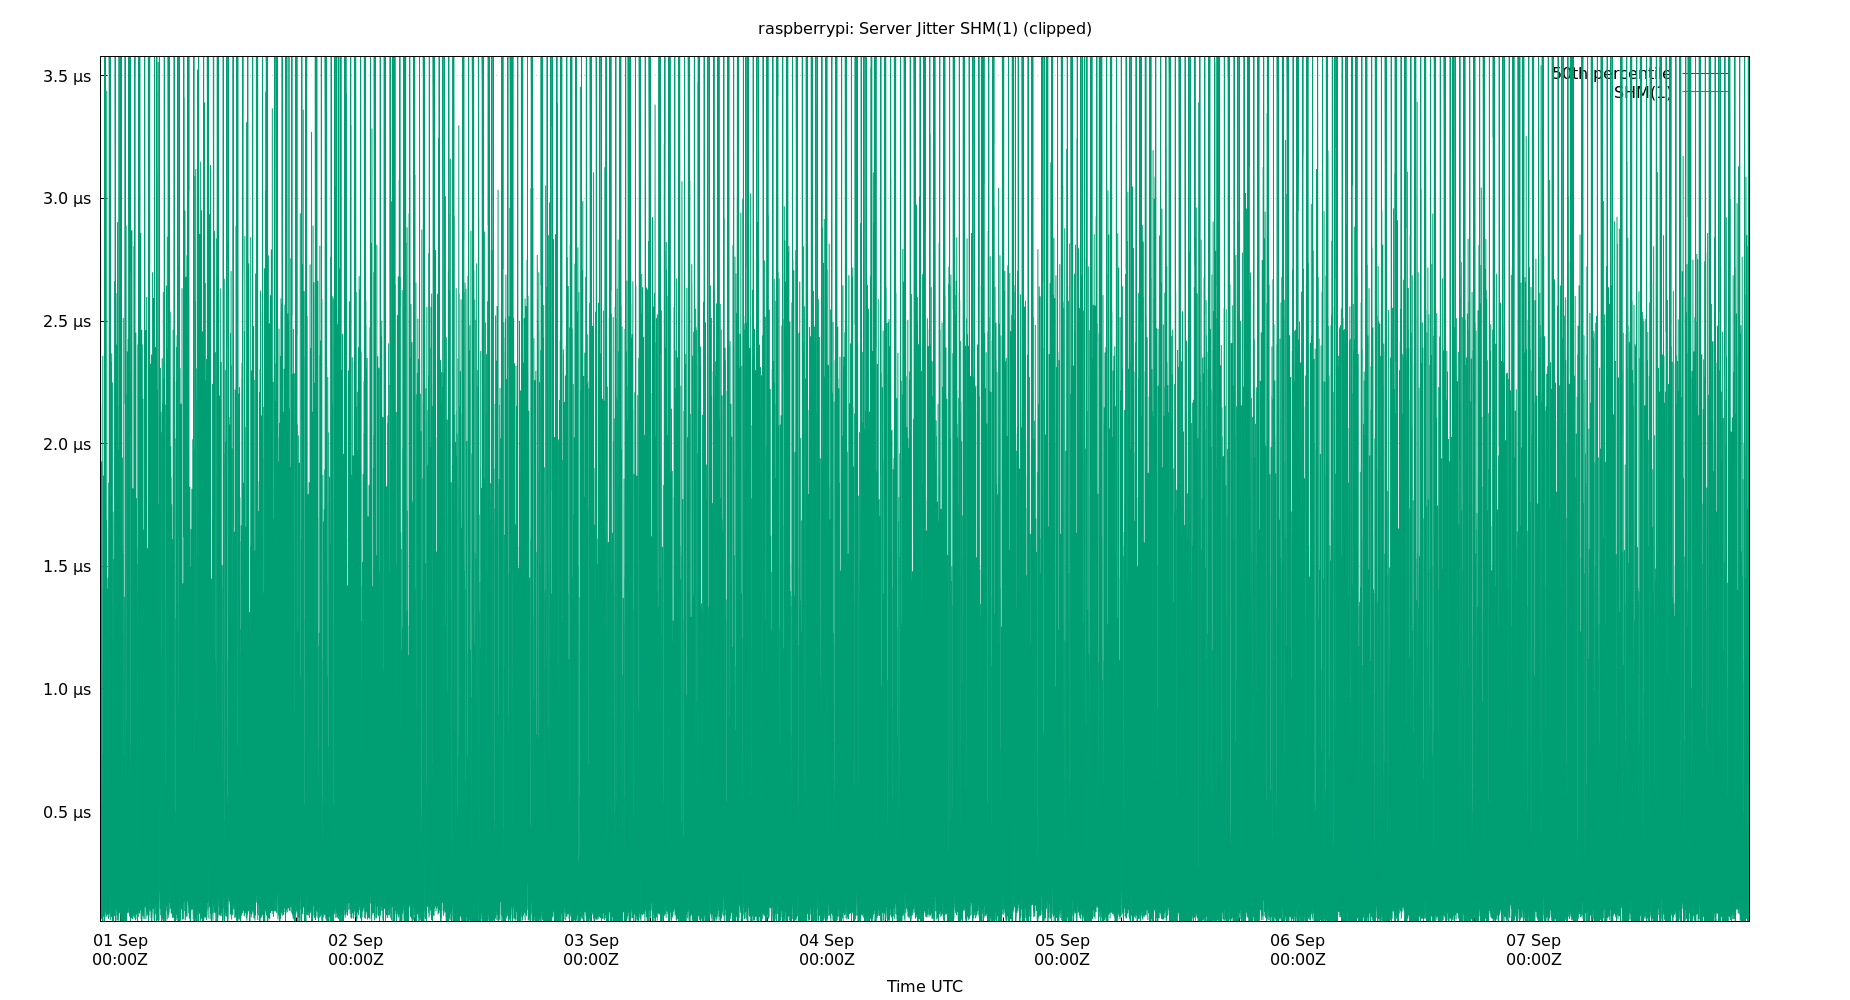 raspberrypi: Server Jitter SHM(1) (clipped)
3.5 µs
50th percentile
SHM(1)
3.0 µs
2.5 µs
2.0 µs
1.5 µs
1.0 µs
0.5 µs
01 Sep 02 Sep 03 Sep 04 Sep 05 Sep 06 Sep 07 Sep
00:00Z 00:00Z 00:00Z 00:00Z 00:00Z 00:00Z 00:00Z
Time UTC